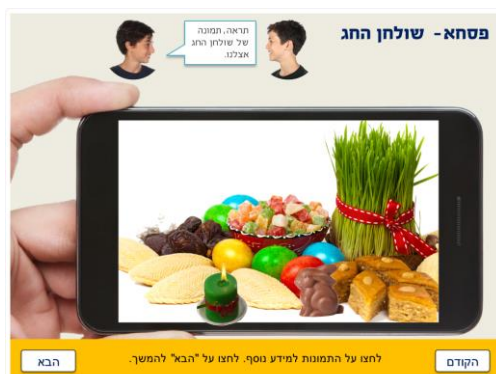 פסחא- שולחן החג
תראה, תמונה
של שולחן החג
אצלנו.
לחצו על התמונות למידע נוסף. לחצו על "הבא" להמשך.
הקודם
הבא